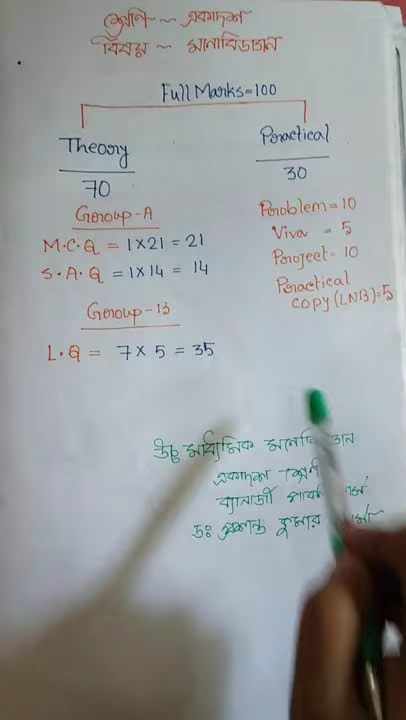 শ্রেণি ~ একাদশ
বিষয় ~ মনোবিজ্ঞান
Full Marks=100
Theory
70
Group-A
M.C.Q = 1×21 = 21
S.A.Q = 1×14 = 14
Group-B
L.Q = 7×5 = 35
Practical
30
Problem = 10
Viva = 5
Project = 10
Practical
copy(LNB)=5
উচ্চ মাধ্যমিক
একাদশ শ্রেণী
ব্যানার্জী
ডঃ প্রশান্ত কুমার